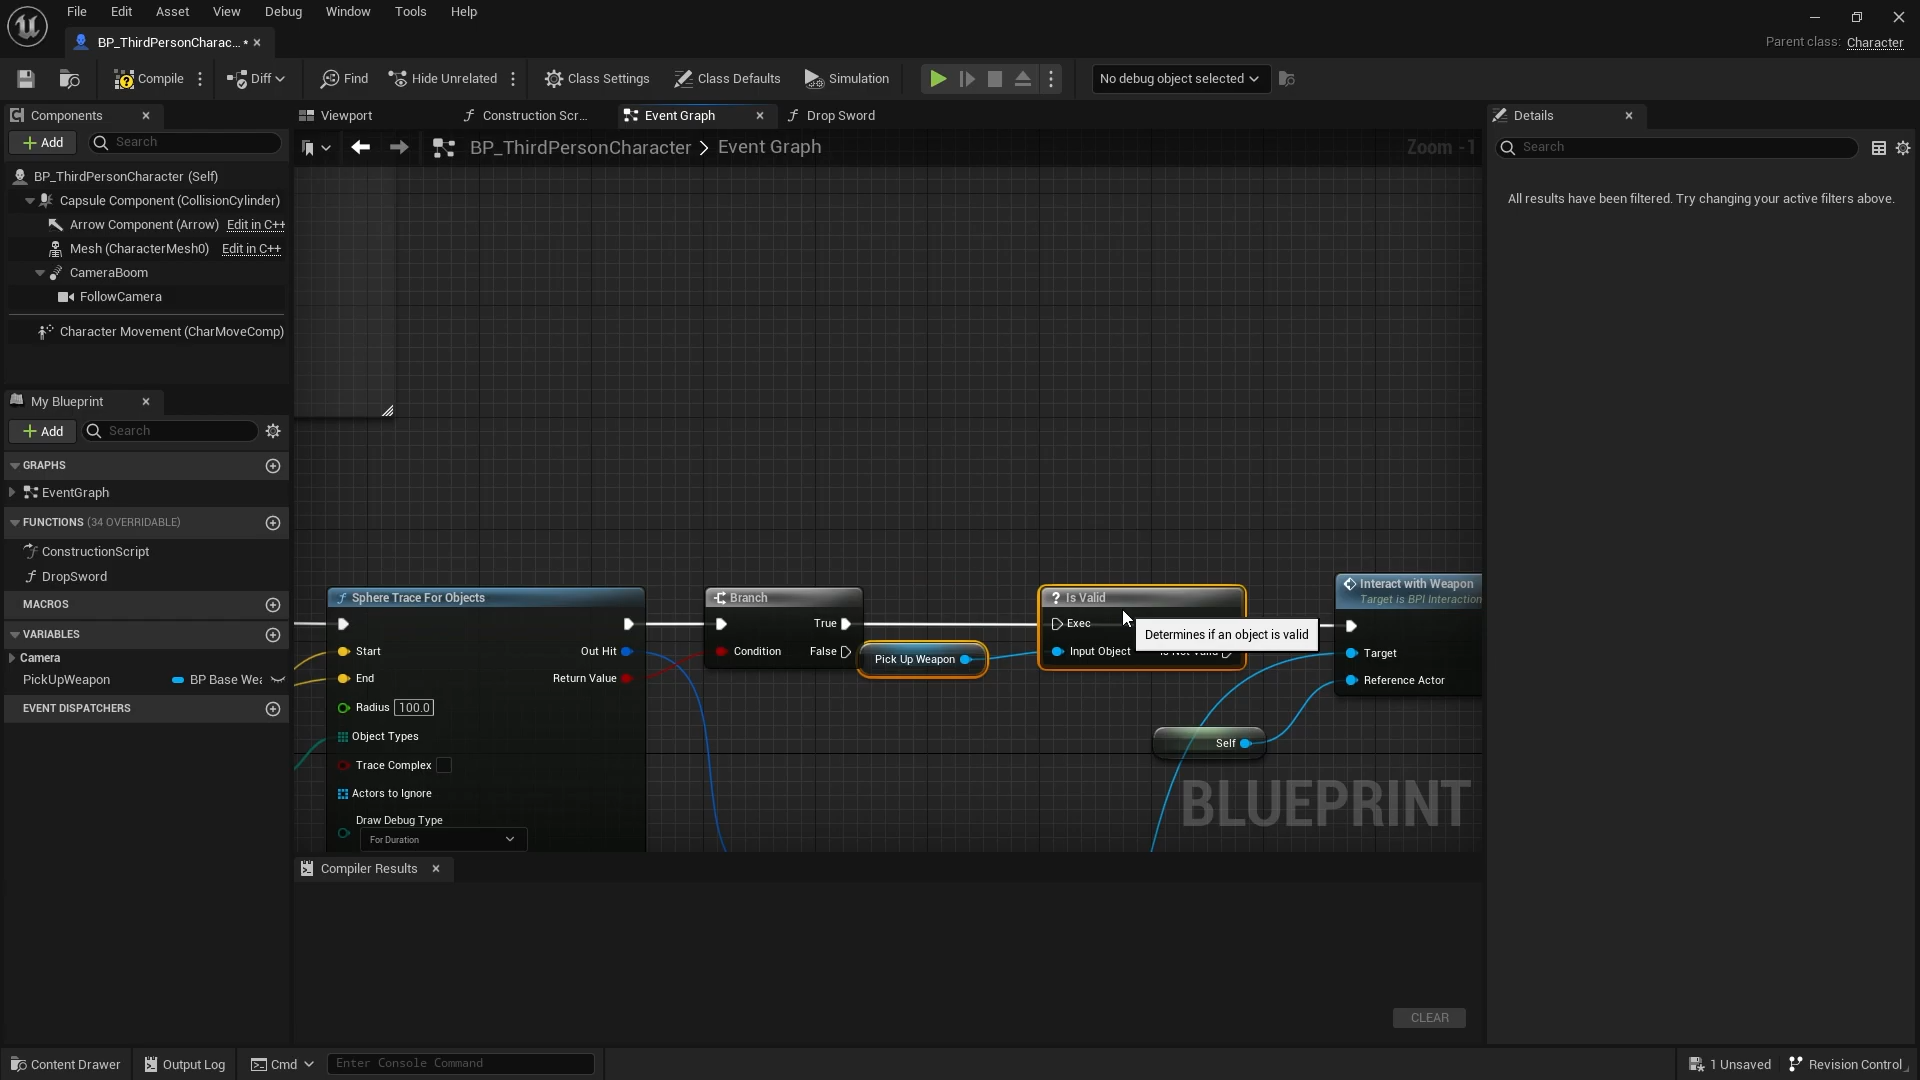 File Edit Asset View Debug Window Tools Help
BP_ThirdPersonCharac... *
Parent class: Character
Compile Diff Find Hide Unrelated Class Settings Class Defaults Simulation No debug object selected
Components
Add Search
BP_ThirdPersonCharacter (Self)
Capsule Component (CollisionCylinder)
Arrow Component (Arrow) Edit in C++
Mesh (CharacterMesh0) Edit in C++
CameraBoom
FollowCamera
Character Movement (CharMoveComp)
My Blueprint
Add Search
GRAPHS
EventGraph
FUNCTIONS (34 OVERRIDABLE)
ConstructionScript
DropSword
MACROS
VARIABLES
Camera
PickUpWeapon BP Base Wea
EVENT DISPATCHERS
Viewport Construction Scr... Event Graph Drop Sword
BP_ThirdPersonCharacter > Event Graph Zoom -1
Sphere Trace For Objects
Start Out Hit
End Return Value
Radius 100.0
Object Types
Trace Complex
Actors to Ignore
Draw Debug Type
For Duration
Branch
True
Condition False
Pick Up Weapon
Is Valid
Exec
Input Object Is Not Valid
Determines if an object is valid
Interact with Weapon
Target is BPI Interaction
Target
Reference Actor
Self
BLUEPRINT
Compiler Results
CLEAR
Details
Search
All results have been filtered. Try changing your active filters above.
Content Drawer Output Log Cmd Enter Console Command 1 Unsaved Revision Control